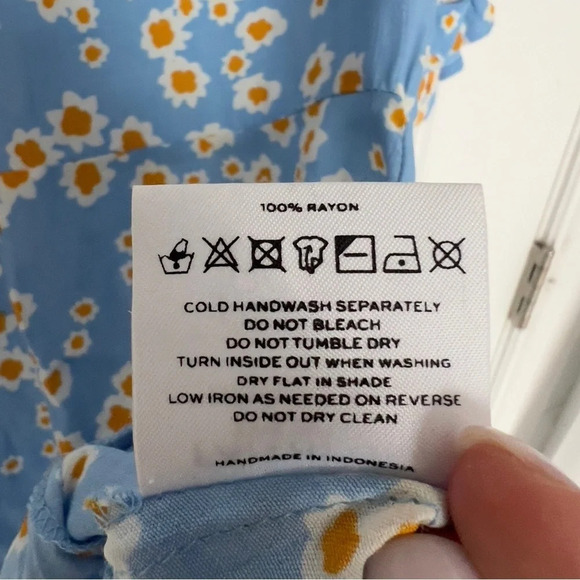 100% RAYON
COLD HANDWASH SEPARATELY
DO NOT BLEACH
DO NOT TUMBLE DRY
TURN INSIDE OUT WHEN WASHING
DRY FLAT IN SHADE
LOW IRON AS NEEDED ON REVERSE
DO NOT DRY CLEAN
HANDMADE IN INDONESIA